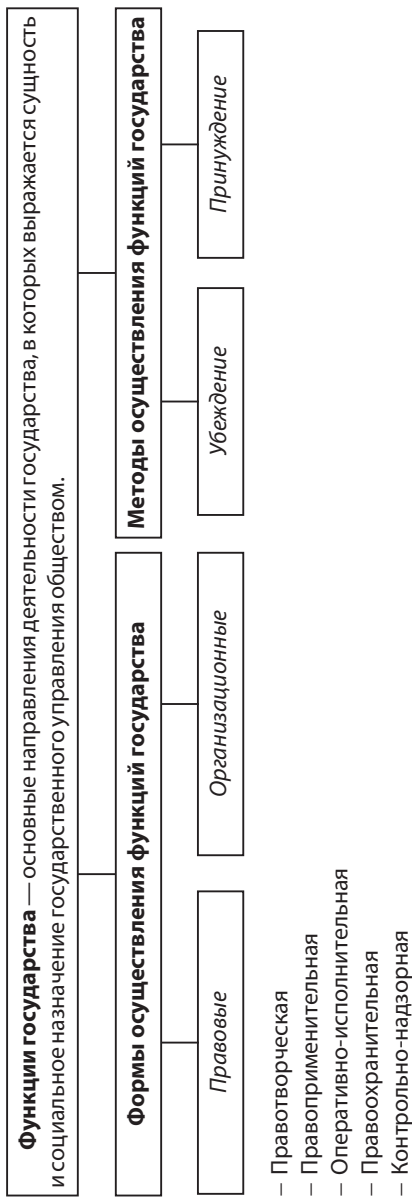 Функции государства — основные направления деятельности государства, в которых выражается сущность
и социальное назначение государственного управления обществом.
Формы осуществления функций государства
Методы осуществления функций государства
Правовые
Организационные
Убеждение
Принуждение
– Правотворческая
– Правоприменительная
– Оперативно-исполнительная
– Правоохранительная
– Контрольно-надзорная